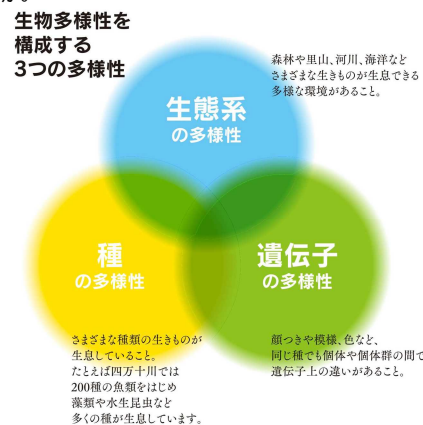 生物多様性を
構成する
3つの多様性
森林や里山、河川、海洋など
さまざまな生きものが生息できる
多様な環境があること。
生態系
の多様性
種
の多様性
遺伝子
の多様性
さまざまな種類の生きものが
生息していること。
たとえば四万十川では
200種の魚類をはじめ
藻類や水生昆虫など
多くの種が生息しています。
顔つきや模様、色など、
同じ種でも個体や個体群の間で
遺伝子上の違いがあること。